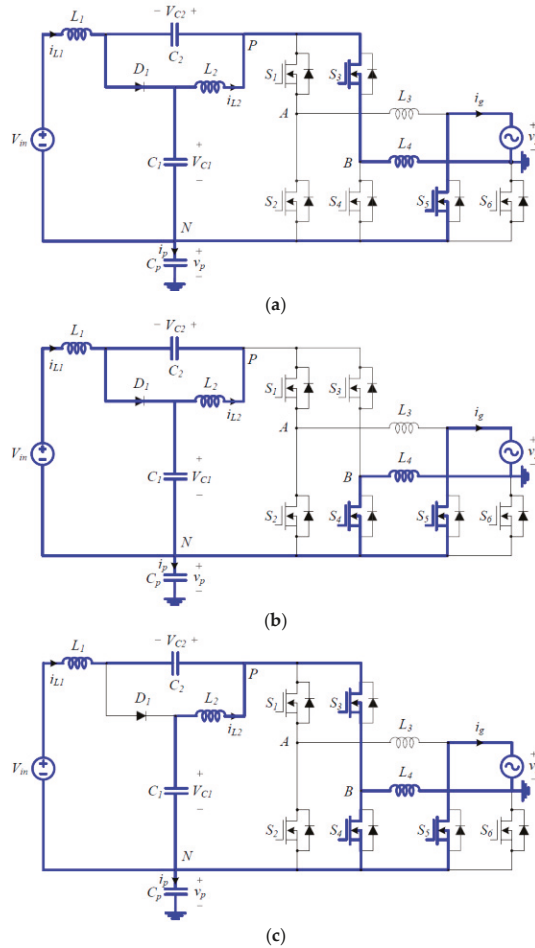 L1 − VC2 + P
iL1 C2
D1 L2 S1 S3
iL2 L3 ig
A +
Vin v
C1 + VC1 − B L4 −
S2 S4 S5 S6
N
ip +
Cp vp
−
(a)
L1 − VC2 + P
iL1 C2
D1 L2 S1 S3
iL2 L3 ig
A +
Vin v
C1 + VC1 − B L4 −
S2 S4 S5 S6
N
ip +
Cp vp
−
(b)
L1 − VC2 + P
iL1 C2
D1 L2 S1 S3
iL2 L3 ig
A +
Vin v
C1 + VC1 − B L4 −
S2 S4 S5 S6
N
ip +
Cp vp
−
(c)